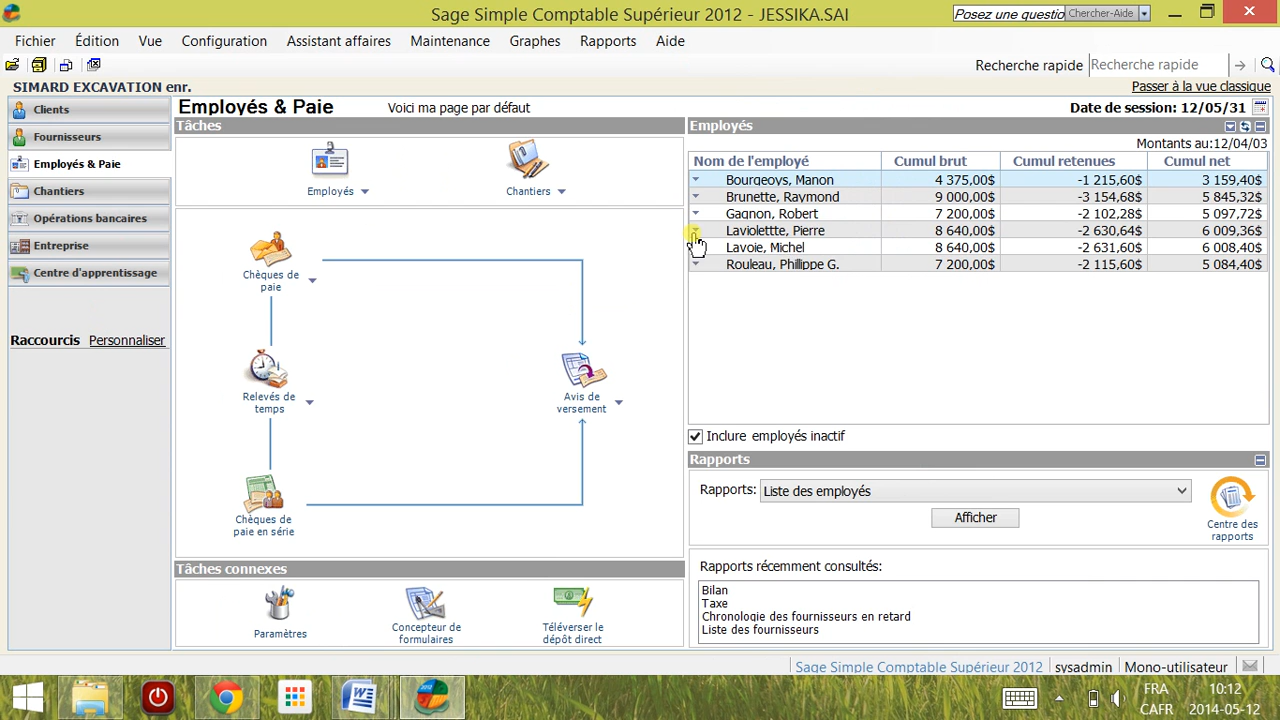 Sage Simple Comptable Supérieur 2012 - JESSIKA.SAI
Posez une questio Chercher-Aide
Fichier Édition Vue Configuration Assistant affaires Maintenance Graphes Rapports Aide
Recherche rapide Recherche rapide
SIMARD EXCAVATION enr.
Passer à la vue classique
Clients
Fournisseurs
Employés & Paie
Chantiers
Opérations bancaires
Entreprise
Centre d'apprentissage
Raccourcis Personnaliser
Employés & Paie Voici ma page par défaut
Date de session: 12/05/31
Tâches
Employés
Chantiers
Chèques de paie
Relevés de temps
Avis de versement
Chèques de paie en série
Tâches connexes
Paramètres
Concepteur de formulaires
Téléverser le dépôt direct
Employés
Montants au:12/04/03
Nom de l'employé Cumul brut Cumul retenues Cumul net
Bourgeoys, Manon 4 375,00$ -1 215,60$ 3 159,40$
Brunette, Raymond 9 000,00$ -3 154,68$ 5 845,32$
Gagnon, Robert 7 200,00$ -2 102,28$ 5 097,72$
Laviolettte, Pierre 8 640,00$ -2 630,64$ 6 009,36$
Lavoie, Michel 8 640,00$ -2 631,60$ 6 008,40$
Rouleau, Philippe G. 7 200,00$ -2 115,60$ 5 084,40$
Inclure employés inactif
Rapports
Rapports: Liste des employés
Afficher
Centre des rapports
Rapports récemment consultés:
Bilan
Taxe
Chronologie des fournisseurs en retard
Liste des fournisseurs
Sage Simple Comptable Supérieur 2012 sysadmin Mono-utilisateur
2012
FRA
CAFR
10:12
2014-05-12